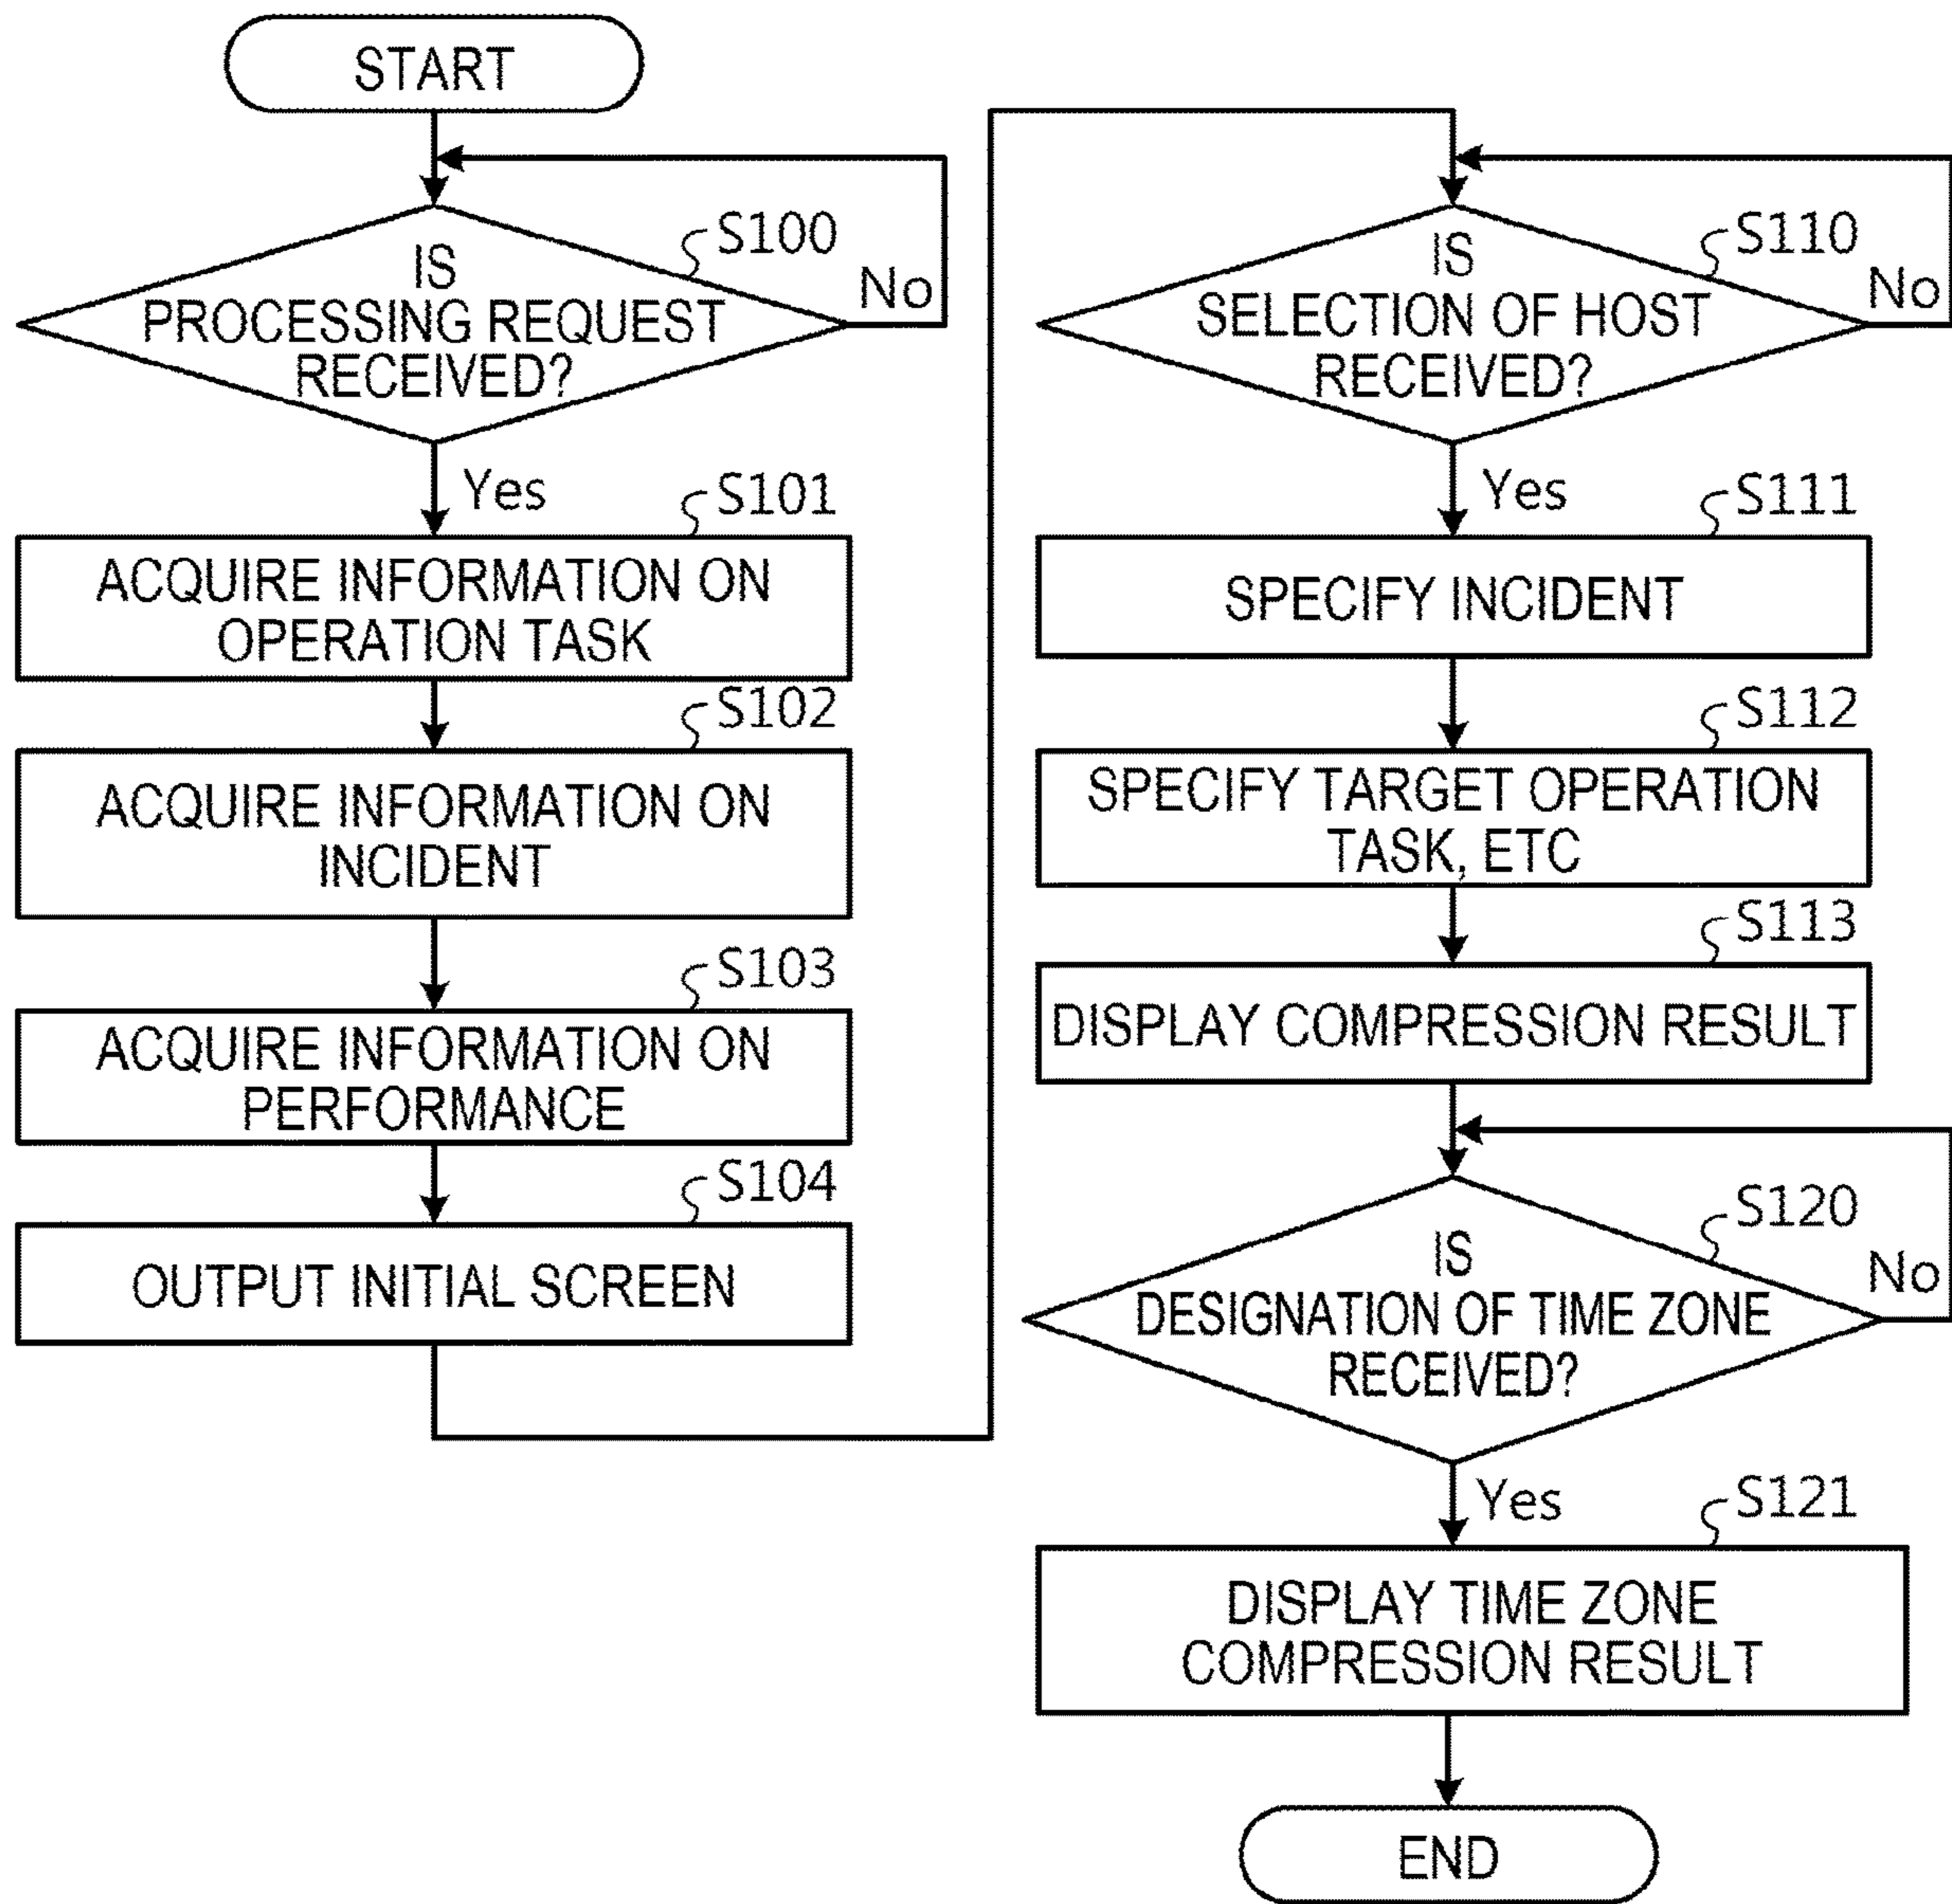 START
S100
IS
PROCESSING REQUEST
RECEIVED?
No
Yes
S101
ACQUIRE INFORMATION ON
OPERATION TASK
S102
ACQUIRE INFORMATION ON
INCIDENT
S103
ACQUIRE INFORMATION ON
PERFORMANCE
S104
OUTPUT INITIAL SCREEN
S110
IS
SELECTION OF HOST
RECEIVED?
No
Yes
S111
SPECIFY INCIDENT
S112
SPECIFY TARGET OPERATION
TASK, ETC
S113
DISPLAY COMPRESSION RESULT
S120
IS
DESIGNATION OF TIME ZONE
RECEIVED?
No
Yes
S121
DISPLAY TIME ZONE
COMPRESSION RESULT
END